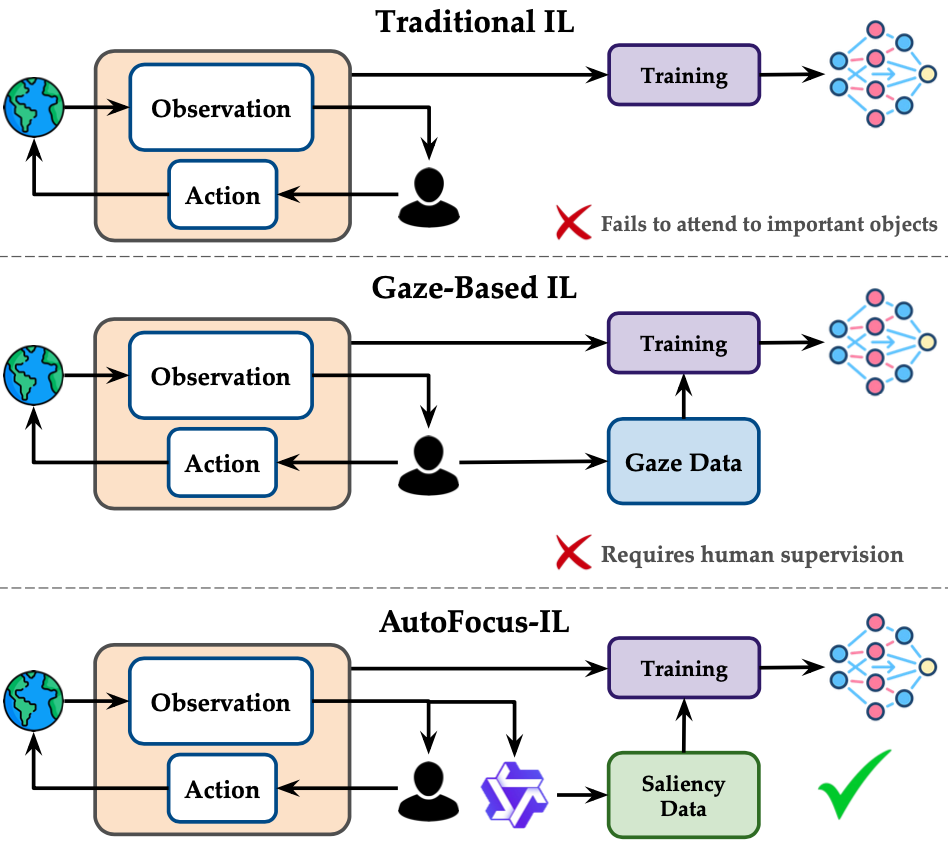 Traditional IL
Observation
Training
Action
Fails to attend to important objects
Gaze-Based IL
Observation
Training
Action
Gaze Data
Requires human supervision
AutoFocus-IL
Observation
Training
Action
Saliency
Data